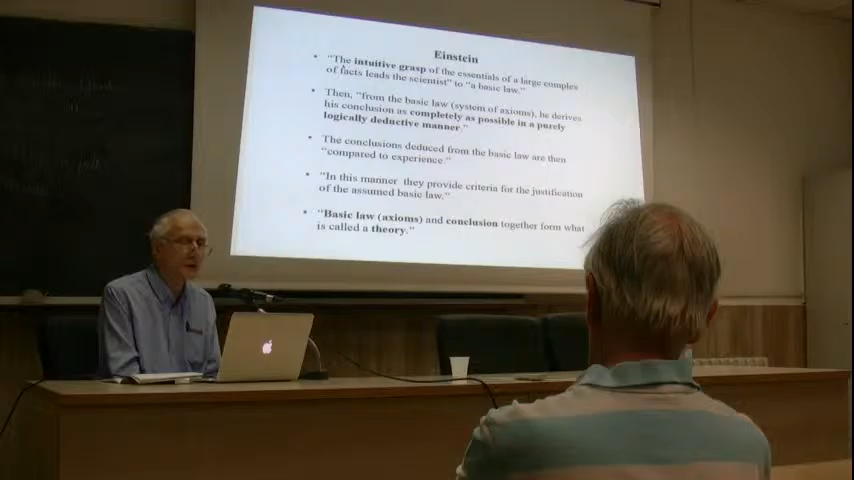 Einstein
• "The intuitive grasp of the essentials of a large complex
of facts leads the scientist" to "a basic law."
• Then, "from the basic law (system of axioms), he derives
his conclusion as completely as possible in a purely
logically deductive manner."
• The conclusions deduced from the basic law are then
"compared to experience."
• "In this manner they provide criteria for the justification
of the assumed basic law."
• "Basic law (axioms) and conclusion together form what
is called a theory."